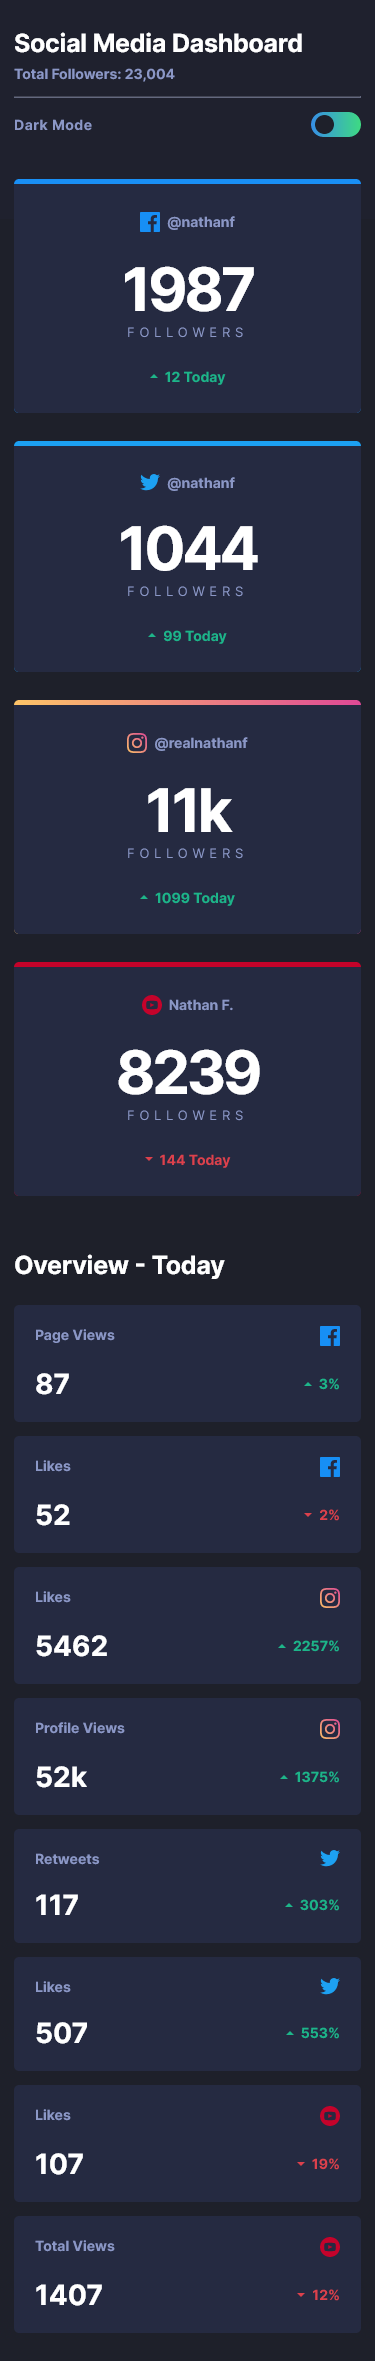 Social Media Dashboard
Total Followers: 23,004
Dark Mode
@nathanf
1987
FOLLOWERS
12 Today
@nathanf
1044
FOLLOWERS
99 Today
@realnathanf
11k
FOLLOWERS
1099 Today
Nathan F.
8239
FOLLOWERS
144 Today
Overview - Today
Page Views
87
3%
Likes
52
2%
Likes
5462
2257%
Profile Views
52k
1375%
Retweets
117
303%
Likes
507
553%
Likes
107
19%
Total Views
1407
12%